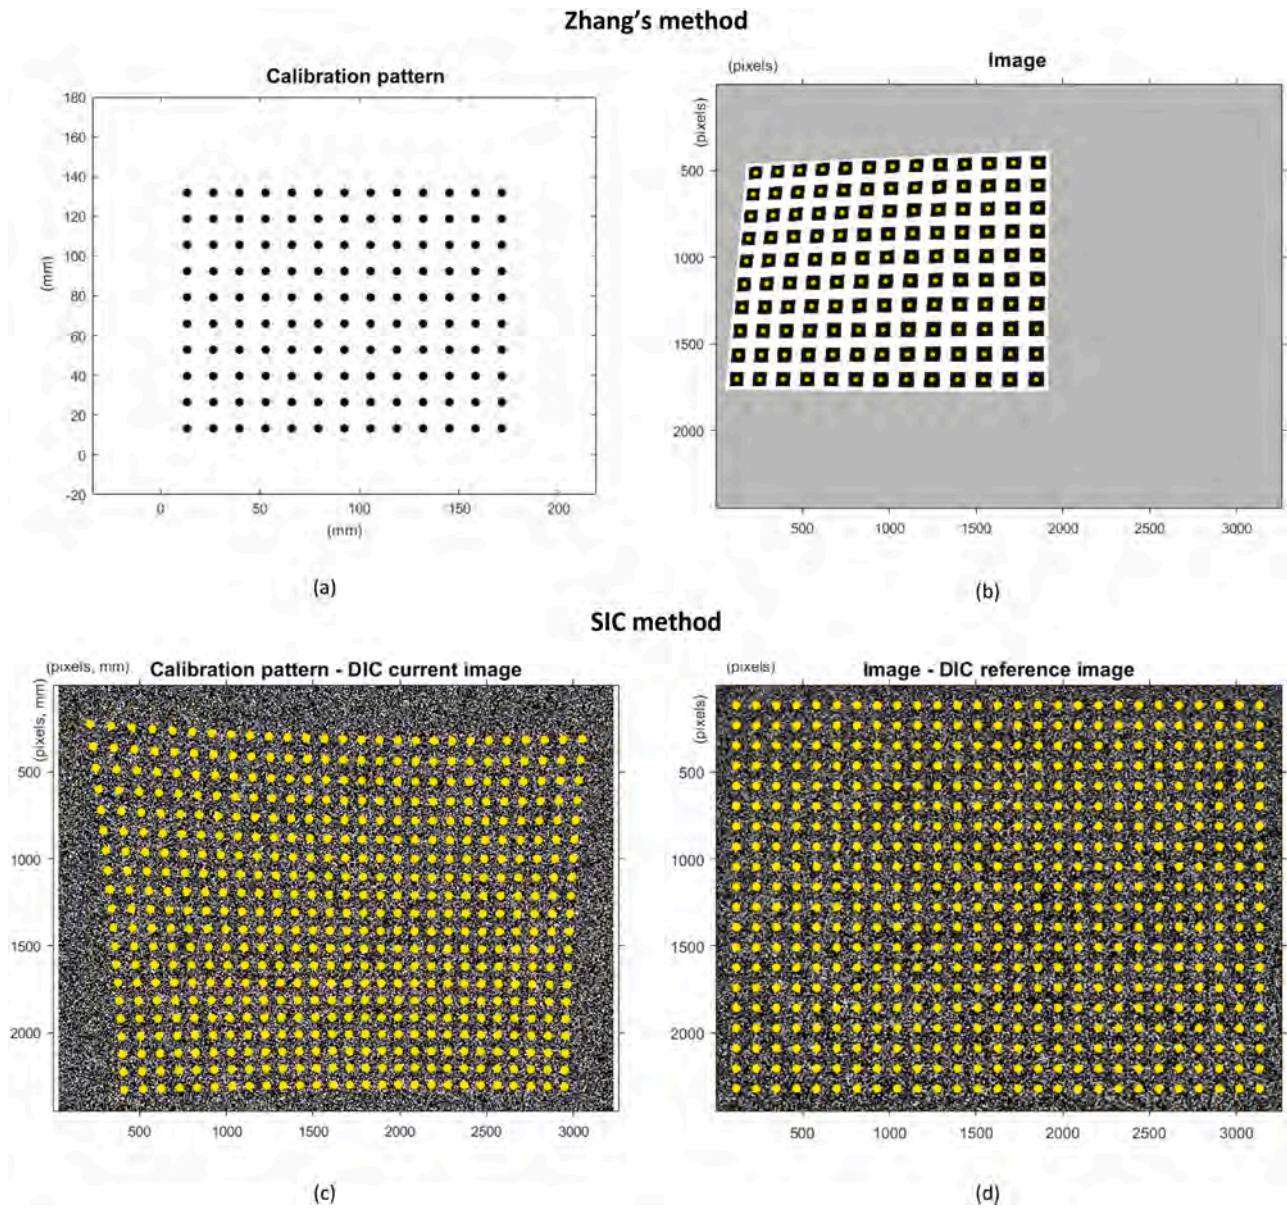 Zhang's method
Calibration pattern
180
160
140
120
100
80
60
40
20
0
-20
(mm)
0 50 100 150 200
(mm)
(a)
(pixels)
Image
(pixels)
500
1000
1500
2000
500 1000 1500 2000 2500 3000
(b)
SIC method
(pixels, mm) Calibration pattern - DIC current image
(pixels, mm)
500
1000
1500
2000
500 1000 1500 2000 2500 3000
(c)
(pixels) Image - DIC reference image
(pixels)
500
1000
1500
2000
500 1000 1500 2000 2500 3000
(d)